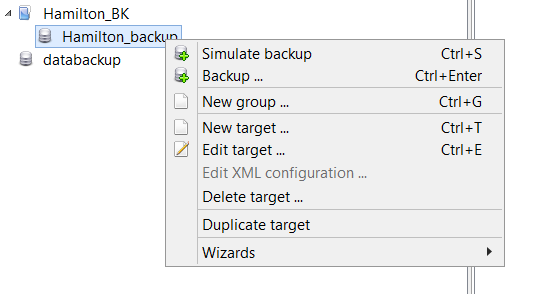 Hamilton_BK
Hamilton_backup
databackup
Simulate backup Ctrl+S
Backup ... Ctrl+Enter
New group ... Ctrl+G
New target ... Ctrl+T
Edit target ... Ctrl+E
Edit XML configuration ...
Delete target ...
Duplicate target
Wizards